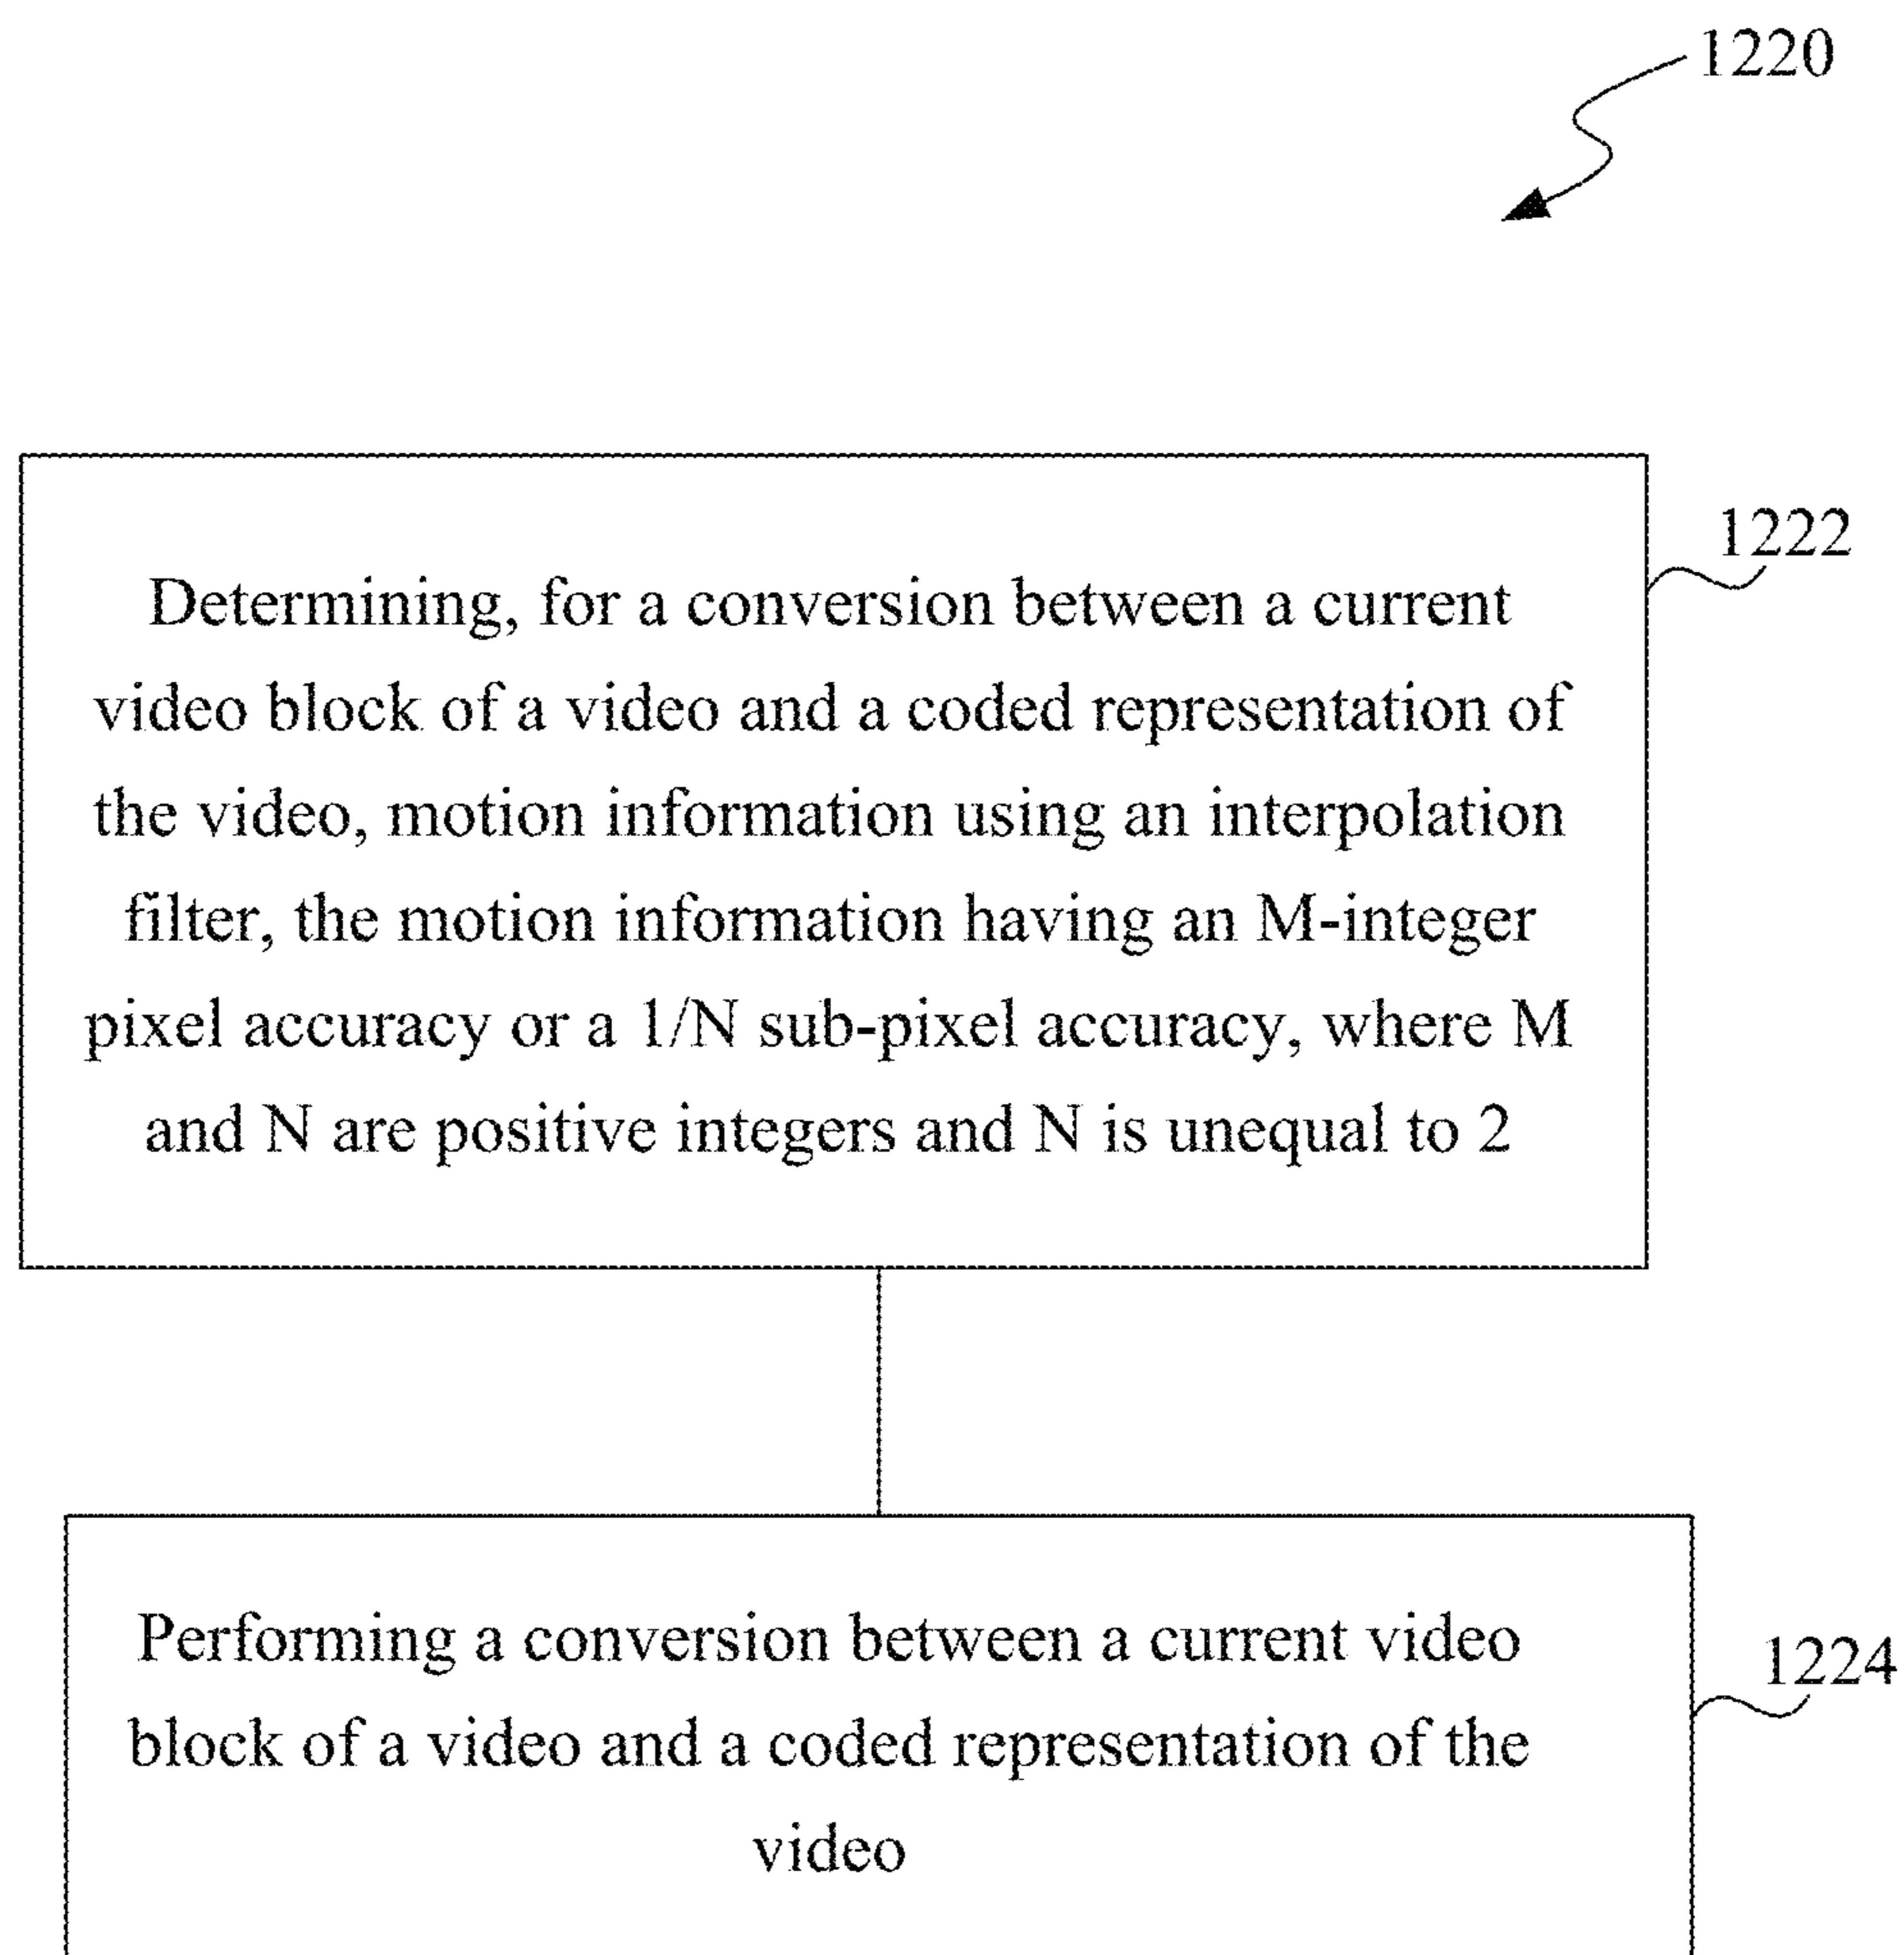 1220
1222
Determining, for a conversion between a current
video block of a video and a coded representation of
the video, motion information using an interpolation
filter, the motion information having an M-integer
pixel accuracy or a 1/N sub-pixel accuracy, where M
and N are positive integers and N is unequal to 2
Performing a conversion between a current video
1224
block of a video and a coded representation of the
video